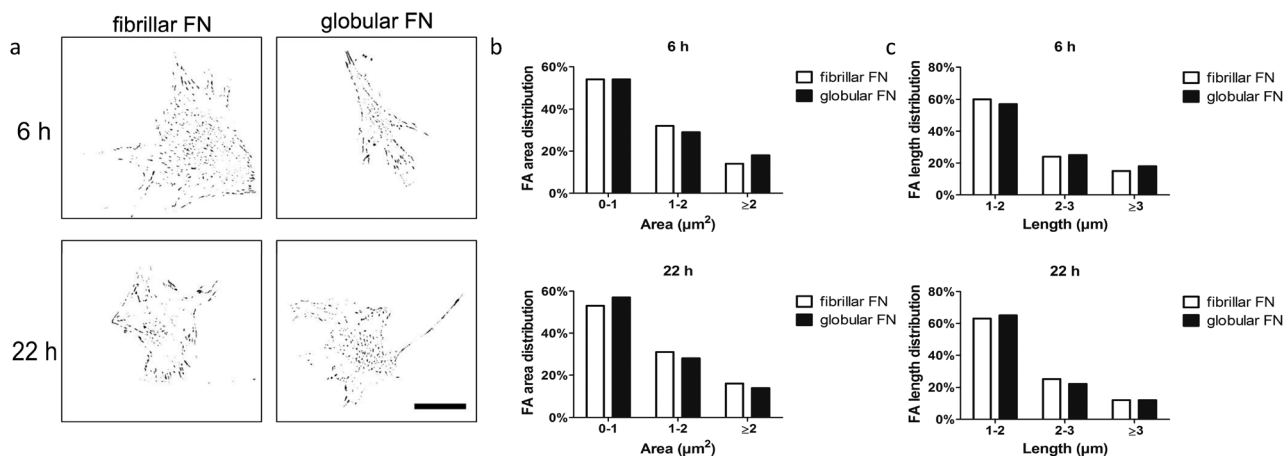 fibrillar FN
globular FN
a
6 h
22 h
b
6 h
FA area distribution
60%
40%
20%
0%
0-1
1-2
≥2
Area (µm²)
fibrillar FN
globular FN
22 h
FA area distribution
60%
40%
20%
0%
0-1
1-2
≥2
Area (µm²)
fibrillar FN
globular FN
c
6 h
FA length distribution
80%
60%
40%
20%
0%
1-2
2-3
≥3
Length (µm)
fibrillar FN
globular FN
22 h
FA length distribution
80%
60%
40%
20%
0%
1-2
2-3
≥3
Length (µm)
fibrillar FN
globular FN